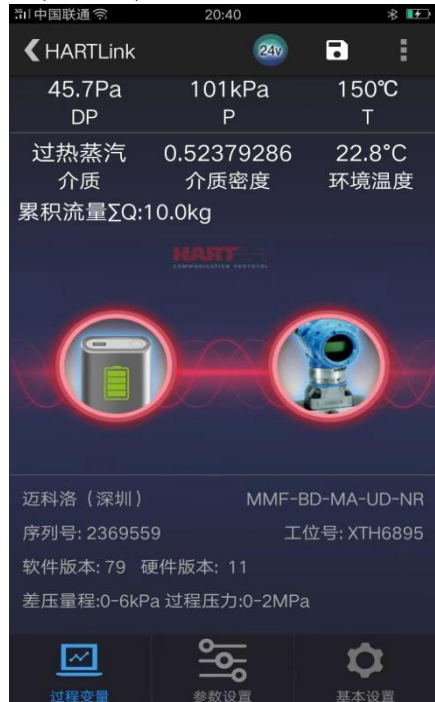 中国联通 20:40
HARTLink 24v
45.7Pa 101kPa 150℃
DP P T
过热蒸汽 0.52379286 22.8°C
介质 介质密度 环境温度
累积流量∑Q:10.0kg
HART
COMMUNICATION PROTOCOL
迈科洛（深圳） MMF-BD-MA-UD-NR
序列号: 2369559 工位号: XTH6895
软件版本: 79 硬件版本: 11
差压量程:0-6kPa 过程压力:0-2MPa
过程变量 参数设置 基本设置